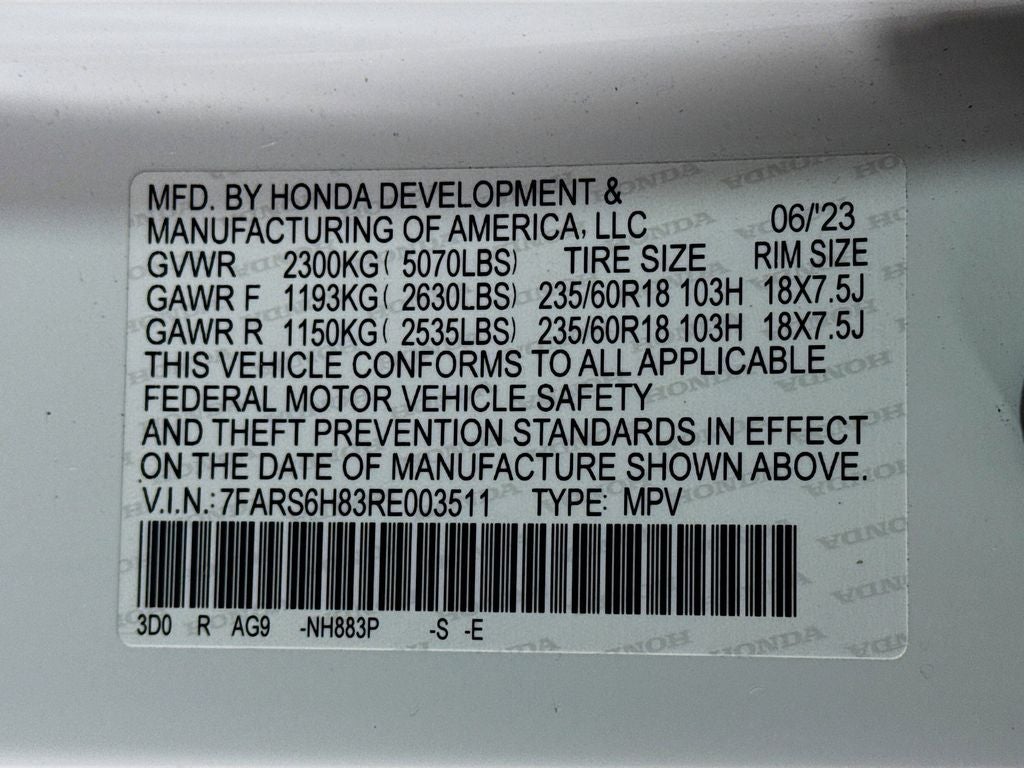 MFD. BY HONDA DEVELOPMENT &
MANUFACTURING OF AMERICA, LLC 06/'23
GVWR 2300KG( 5070LBS) TIRE SIZE RIM SIZE
GAWR F 1193KG( 2630LBS) 235/60R18 103H 18X7.5J
GAWR R 1150KG( 2535LBS) 235/60R18 103H 18X7.5J
THIS VEHICLE CONFORMS TO ALL APPLICABLE
FEDERAL MOTOR VEHICLE SAFETY
AND THEFT PREVENTION STANDARDS IN EFFECT
ON THE DATE OF MANUFACTURE SHOWN ABOVE.
V.I.N.: 7FARS6H83RE003511 TYPE: MPV
3D0 R AG9 -NH883P -S -E